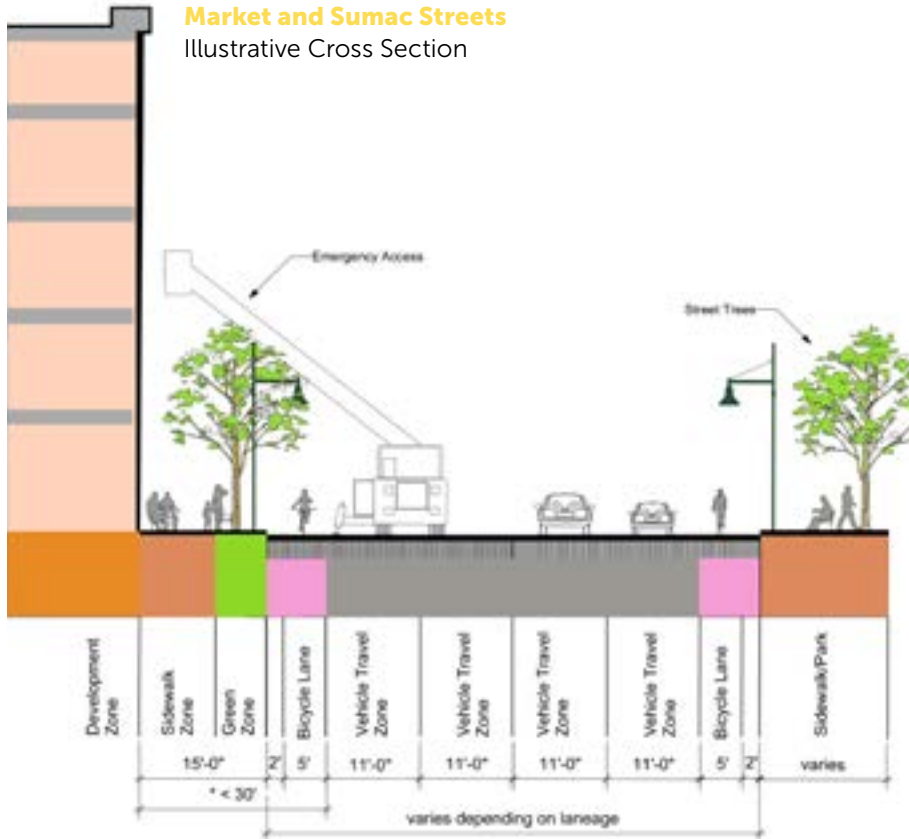 Market and Sumac Streets
Illustrative Cross Section
Emergency Access
Street Trees
Development
Zone
Sidewalk
Zone
Green
Zone
Bicycle Lane
Vehicle Travel
Zone
Vehicle Travel
Zone
Vehicle Travel
Zone
Vehicle Travel
Zone
Bicycle Lane
Sidewalk/Park
15'-0"
2'
5'
11'-0"
11'-0"
11'-0"
11'-0"
5'
2'
varies
* < 30'
varies depending on laneage